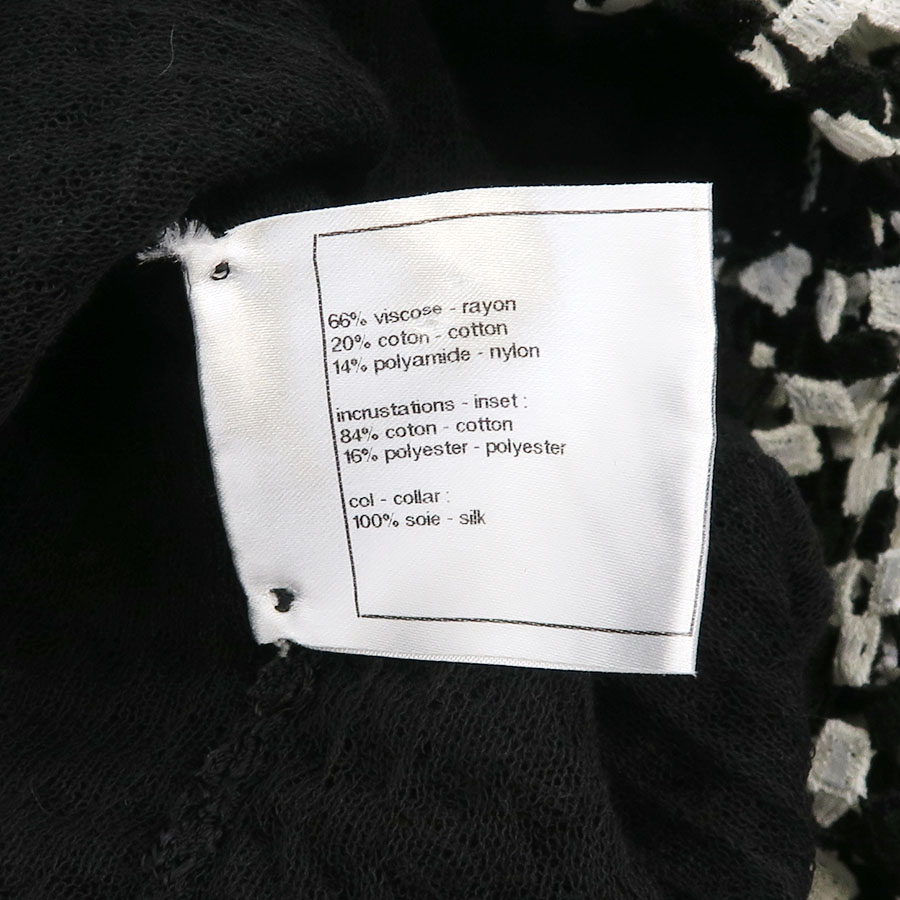 66% viscose - rayon
20% coton - cotton
14% polyamide - nylon
incrustations - inset :
84% coton - cotton
16% polyester - polyester
col - collar :
100% soie - silk